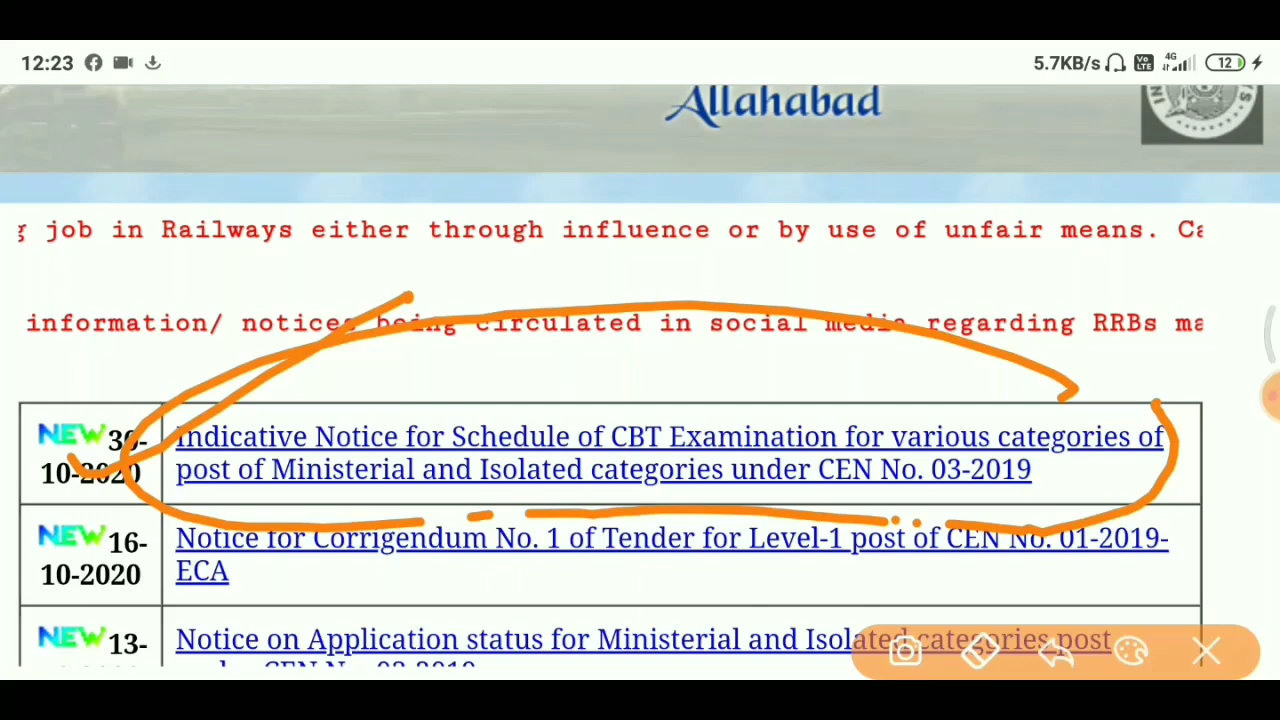 12:23
5.7KB/s Vo LTE 4G 12
Allahabad
job in Railways either through influence or by use of unfair means.
information/ notices being circulated in social media regarding RRBs
NEW 30-10-2020
Indicative Notice for Schedule of CBT Examination for various categories of
post of Ministerial and Isolated categories under CEN No. 03-2019
NEW 16-
10-2020
Notice for Corrigendum No. 1 of Tender for Level-1 post of CEN No. 01-2019-
ECA
NEW 13-
Notice on Application status for Ministerial and Isolated categories post